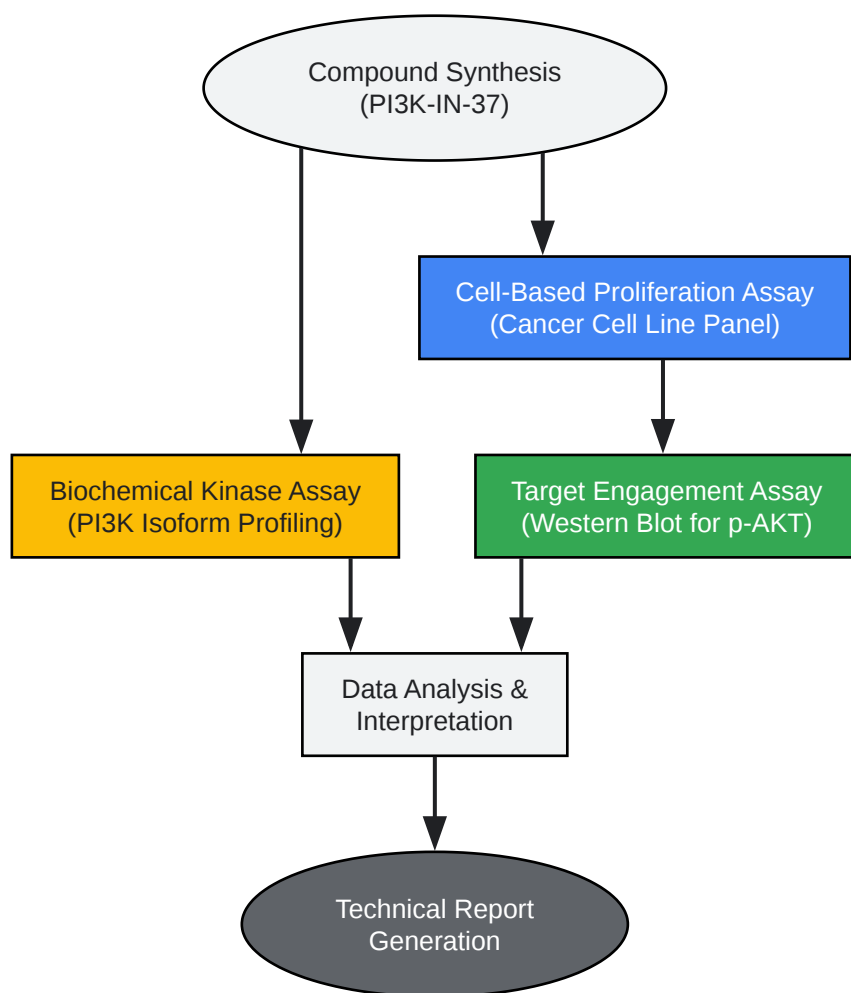 Compound Synthesis
(PI3K-IN-37)
Cell-Based Proliferation Assay
(Cancer Cell Line Panel)
Biochemical Kinase Assay
(PI3K Isoform Profiling)
Target Engagement Assay
(Western Blot for p-AKT)
Data Analysis &
Interpretation
Technical Report
Generation